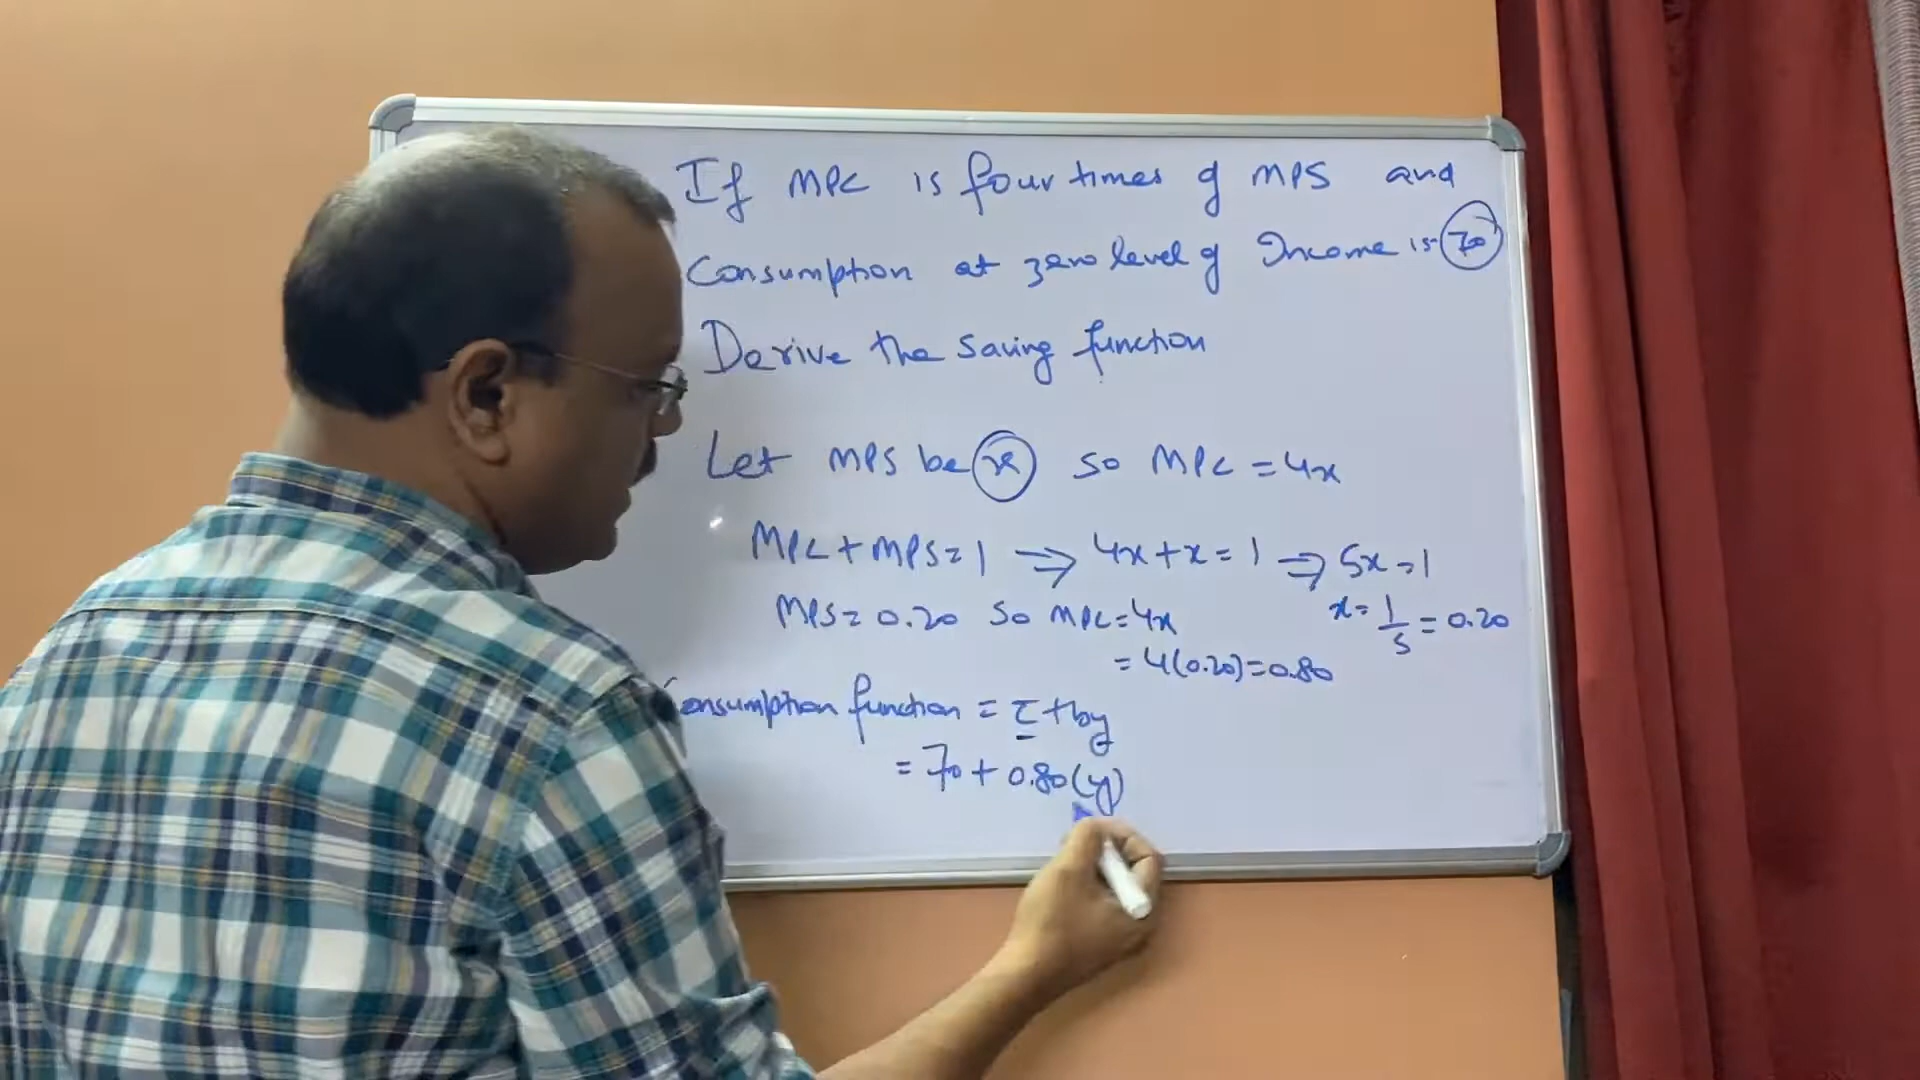 If MPC is four times of MPS and
Consumption at zero level of Income is 70
Derive the Saving function
Let MPS be x so MPC = 4x
MPC + MPS = 1 ⇒ 4x + x = 1 ⇒ 5x = 1
MPS = 0.20 So MPC = 4x x = 1/5 = 0.20
= 4(0.20) = 0.80
Consumption function = c̄ + by
= 70 + 0.80(y)